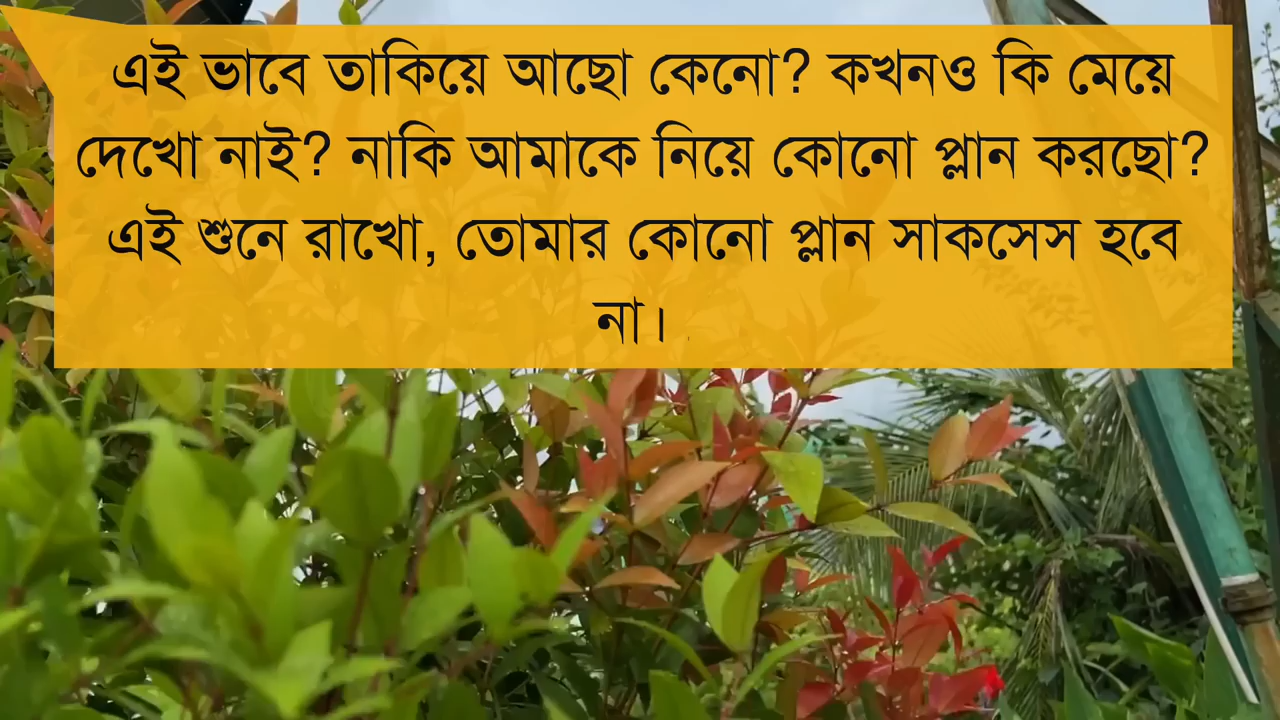 এই ভাবে তাকিয়ে আছো কেনো? কখনও কি মেয়ে
দেখো নাই? নাকি আমাকে নিয়ে কোনো প্লান করছো?
এই শুনে রাখো, তোমার কোনো প্লান সাকসেস হবে
না।